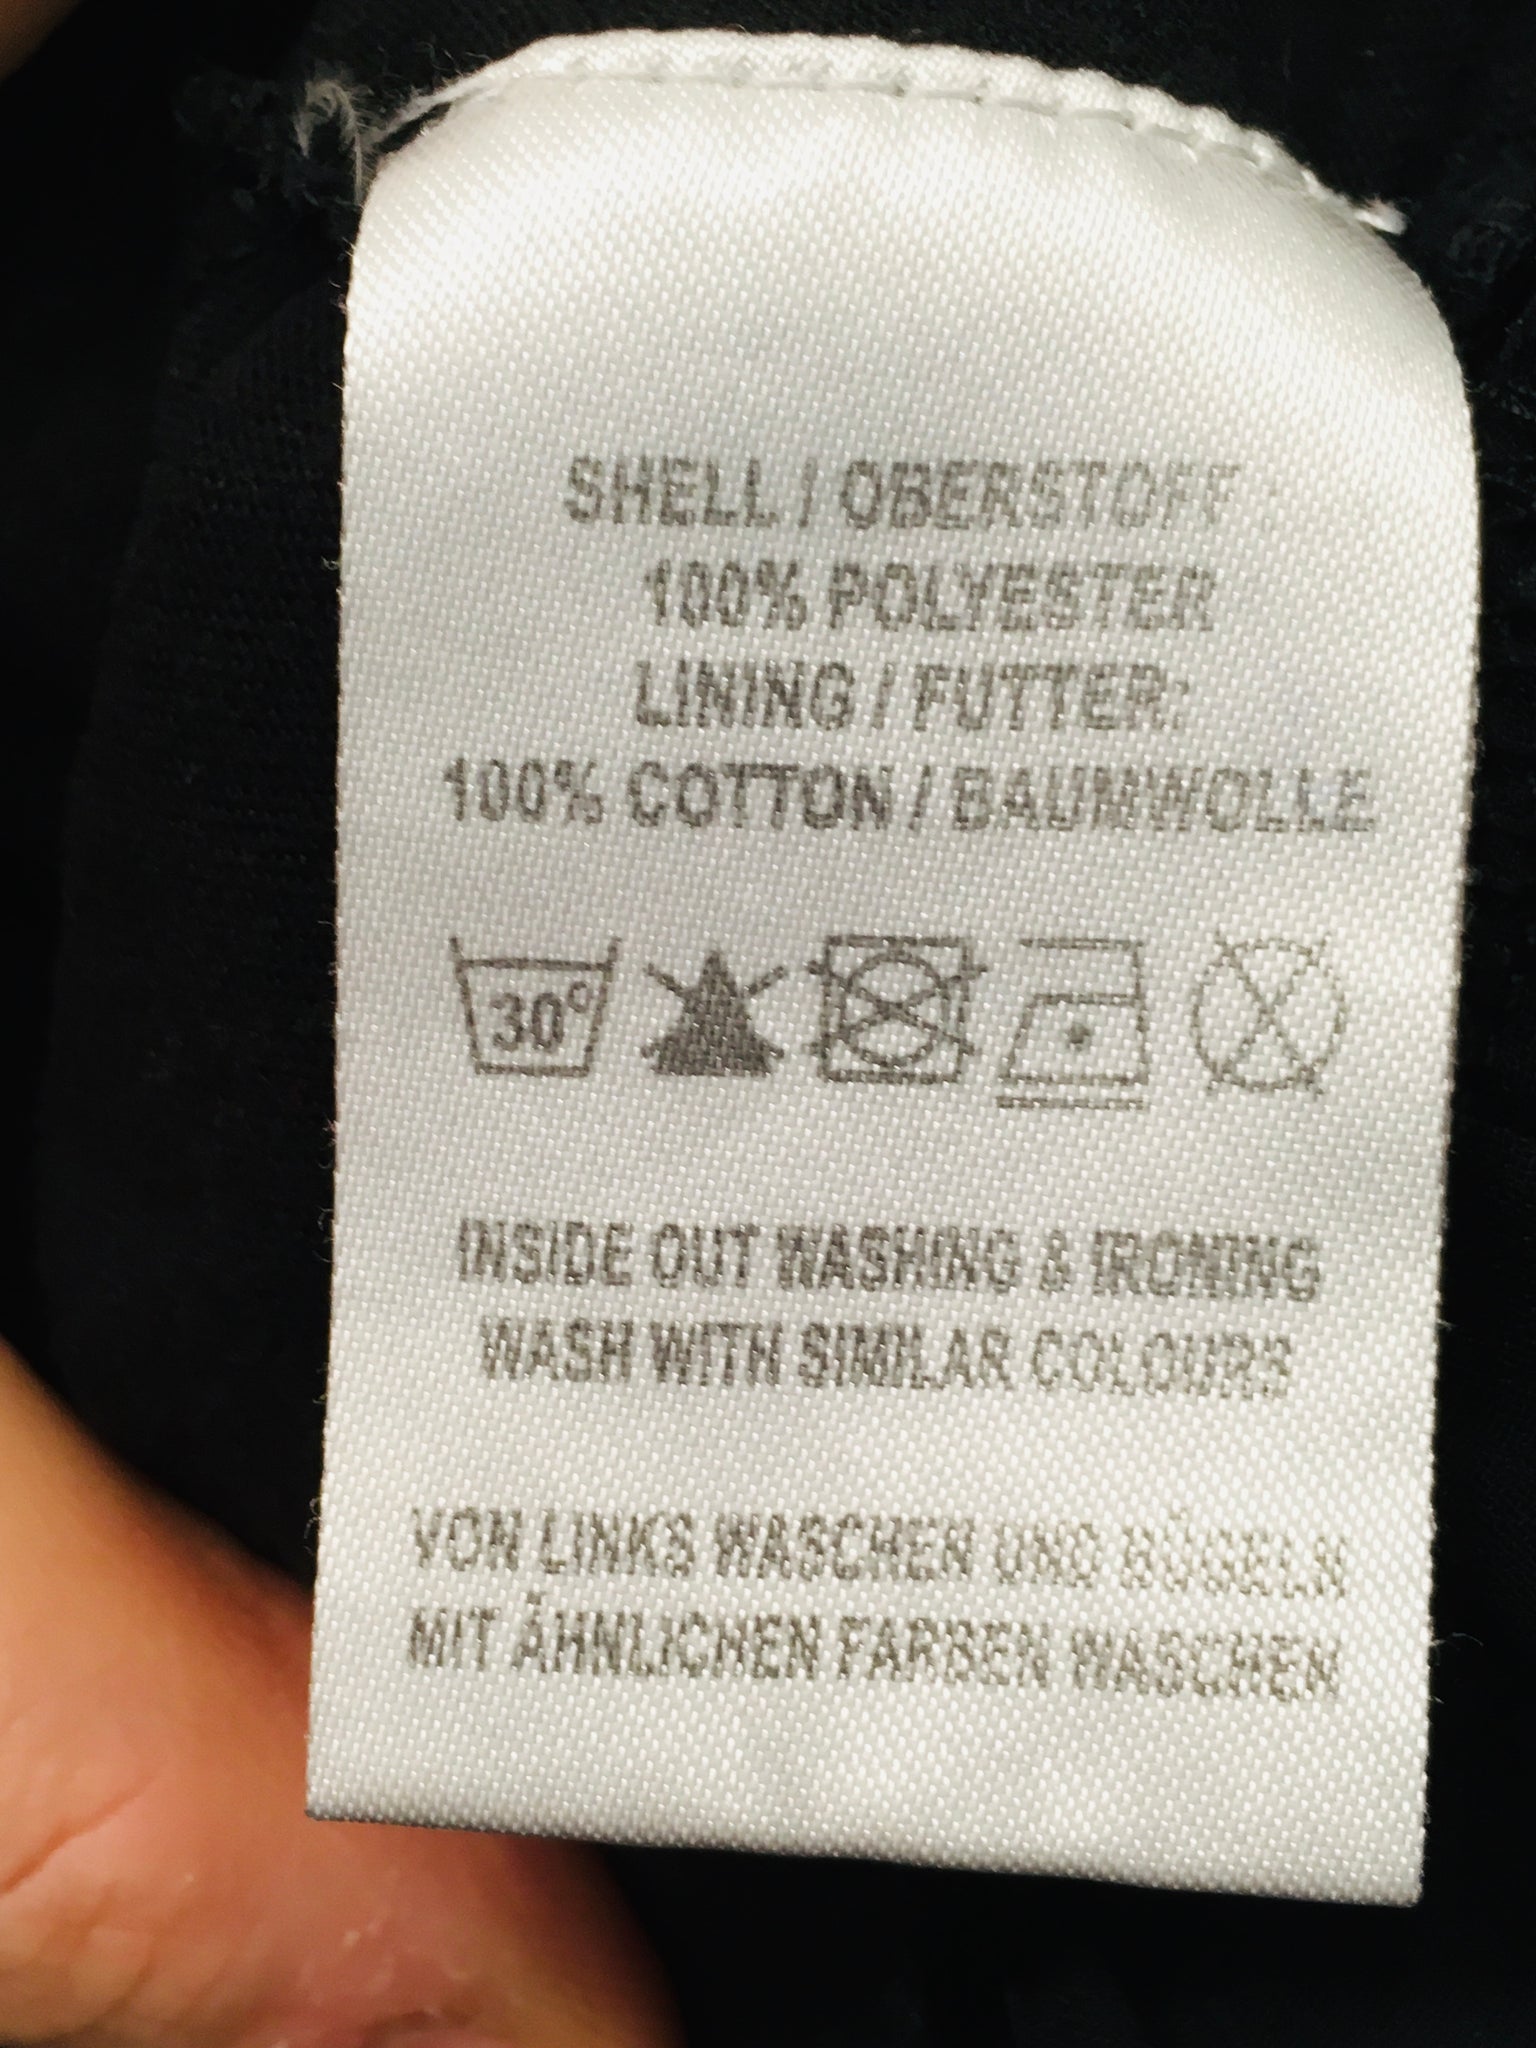 SHELL / OBERSTOFF :
100% POLYESTER
LINING / FUTTER:
100% COTTON / BAUMWOLLE
30°
INSIDE OUT WASHING & IRONING
WASH WITH SIMILAR COLOURS
VON LINKS WASCHEN UND BÜGELN
MIT ÄHNLICHEN FARBEN WASCHEN